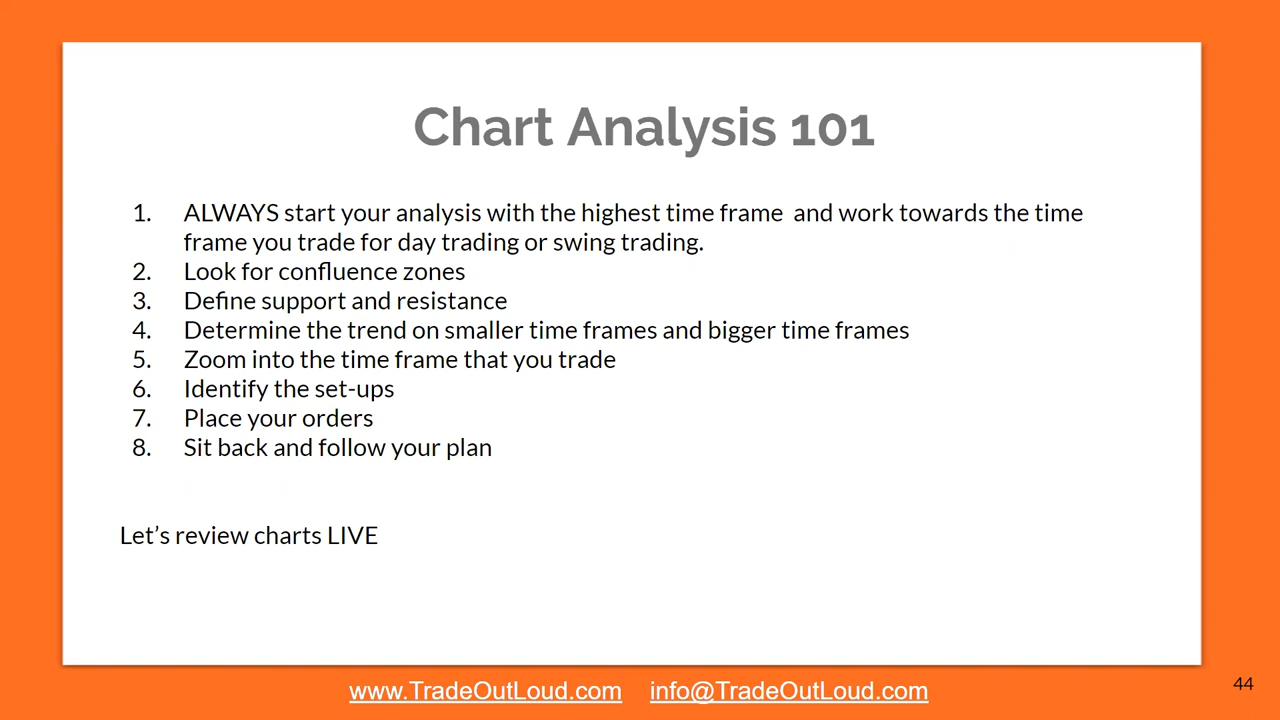 Chart Analysis 101
1. ALWAYS start your analysis with the highest time frame and work towards the time
frame you trade for day trading or swing trading.
2. Look for confluence zones
3. Define support and resistance
4. Determine the trend on smaller time frames and bigger time frames
5. Zoom into the time frame that you trade
6. Identify the set-ups
7. Place your orders
8. Sit back and follow your plan
Let’s review charts LIVE
www.TradeOutLoud.com info@TradeOutLoud.com
44